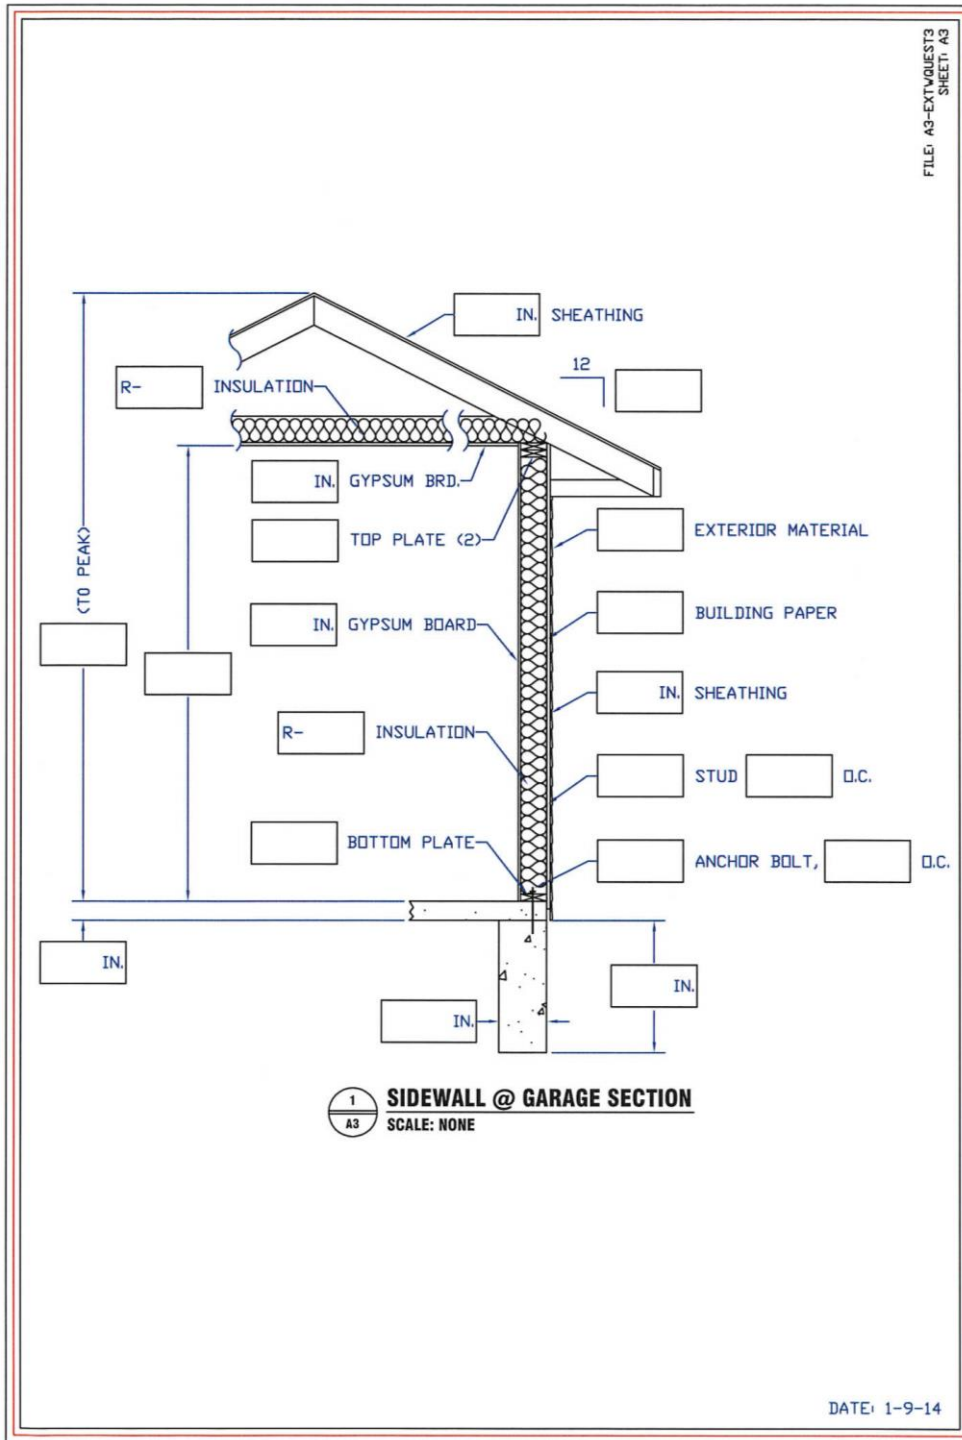 FILE: A3-EXTWQUEST3
SHEET: A3
IN. SHEATHING
12
R- INSULATION
IN. GYPSUM BRD.
TOP PLATE (2)
EXTERIOR MATERIAL
(TO PEAK)
IN. GYPSUM BOARD
BUILDING PAPER
IN. SHEATHING
R- INSULATION
STUD O.C.
BOTTOM PLATE
ANCHOR BOLT, O.C.
IN.
IN.
IN.
1
A3
SIDEWALL @ GARAGE SECTION
SCALE: NONE
DATE: 1-9-14